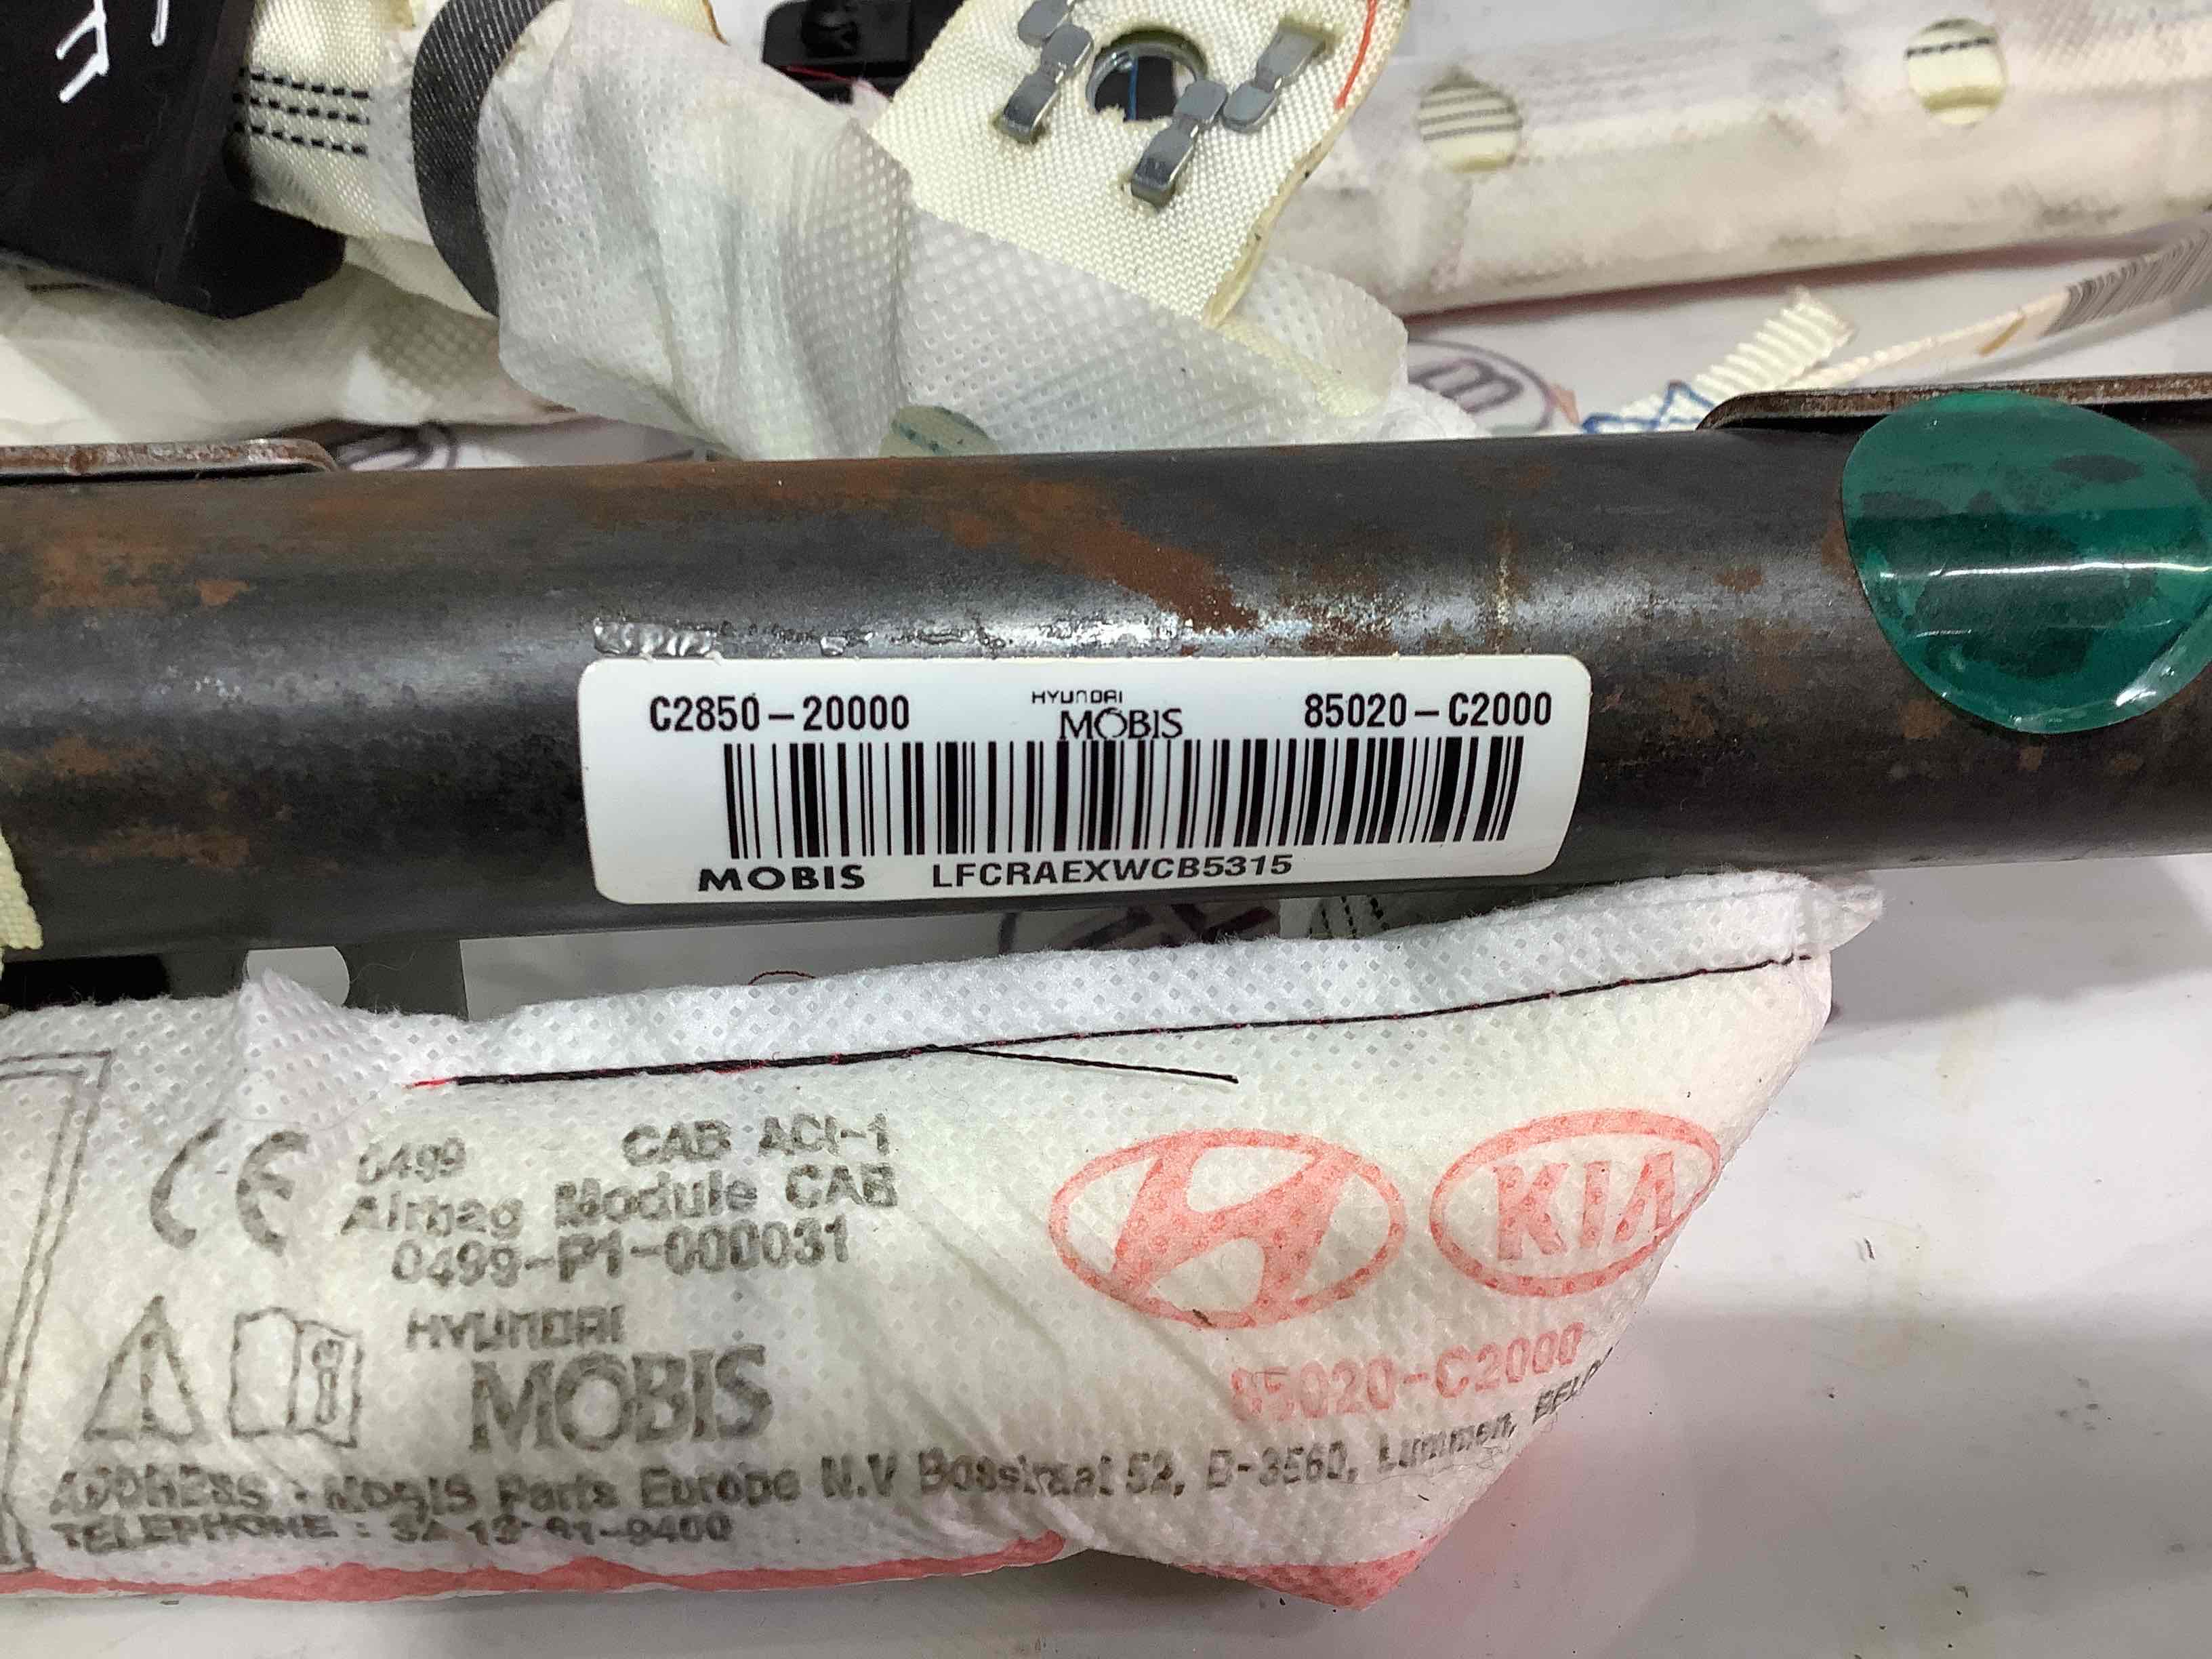 C2850-20000
HYUNDAI
MOBIS
85020-C2000
MOBIS LFCRAEXWCB5315
CE 0499 CAB ACI-1
Airbag Module CAB
0499-P1-000031
HYUNDAI
MOBIS
KIA
85020-C2000
ADDRESS : MOBIS Parts Europe N.V Bosstraat 52, B-3560, Lummen,
TELEPHONE :